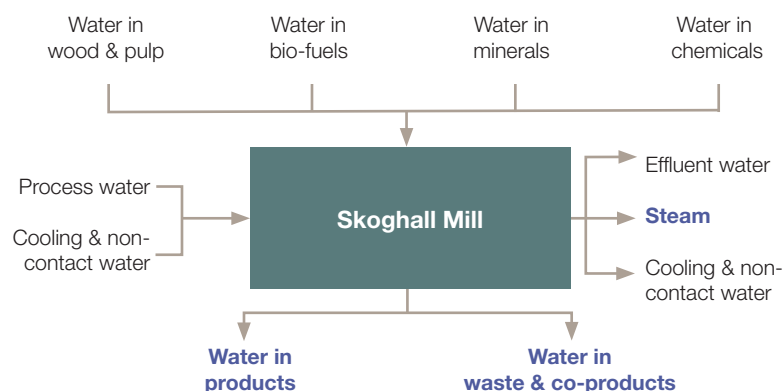 Water in
wood & pulp
Water in
bio-fuels
Water in
minerals
Water in
chemicals
Process water
Cooling & non-
contact water
Skoghall Mill
Effluent water
Steam
Cooling & non-
contact water
Water in
products
Water in
waste & co-products